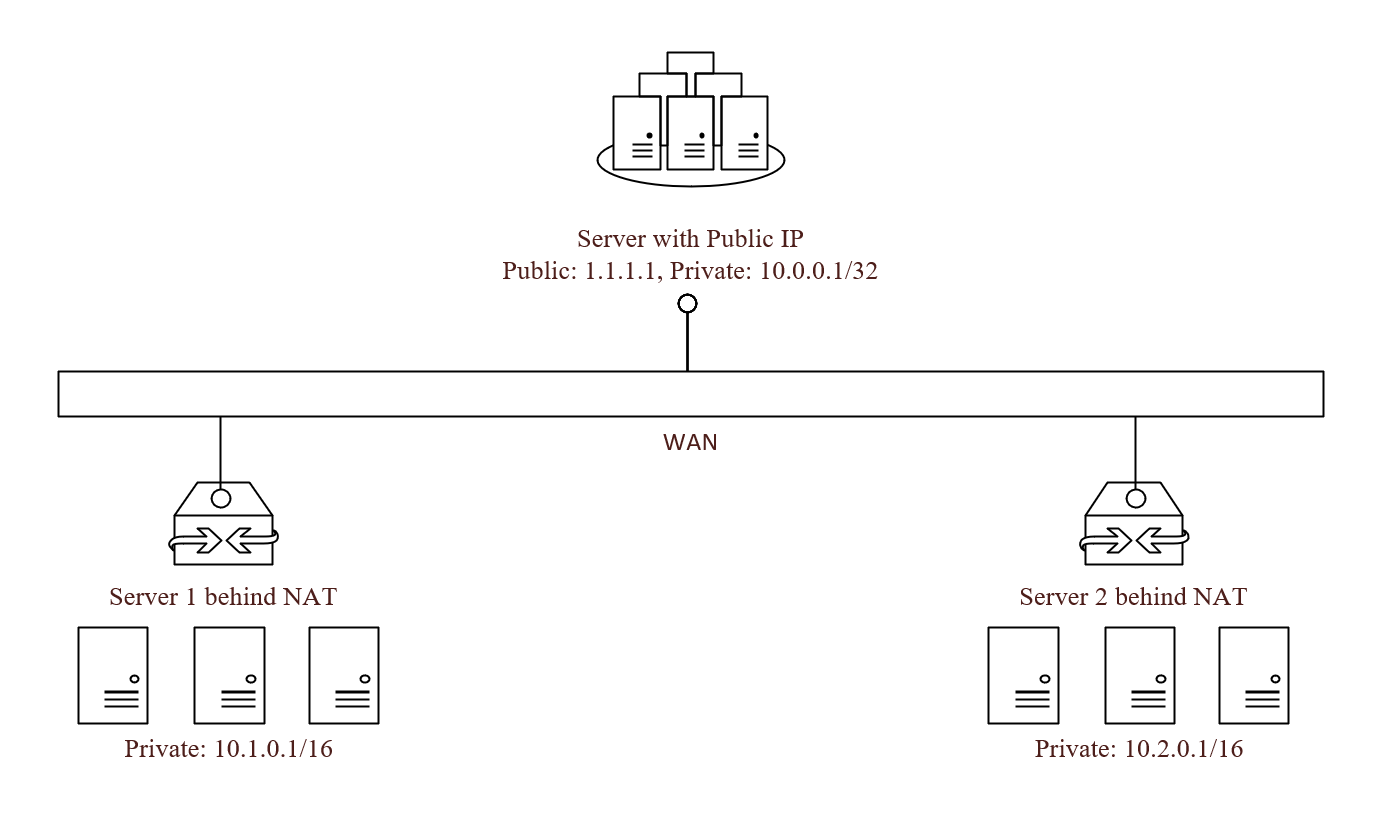 Server with Public IP
Public: 1.1.1.1, Private: 10.0.0.1/32
WAN
Server 1 behind NAT
Server 2 behind NAT
Private: 10.1.0.1/16
Private: 10.2.0.1/16